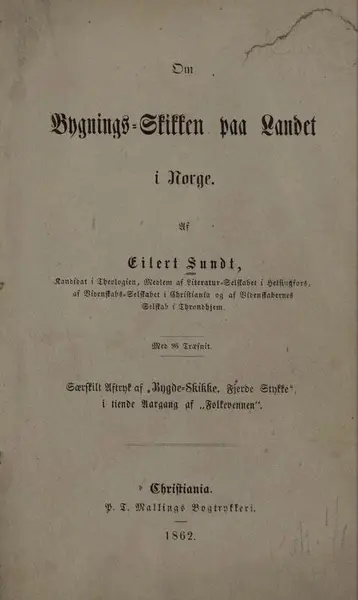 Om
Bygnings-Skikken paa Landet
i Norge.
Af
Eilert Sundt,
Kandidat i Theologien, Medlem af Literatur-Selskabet i Helsingfors,
af Videnskabs-Selskabet i Christiania og af Videnskabernes
Selskab i Throndhjem.
Med 96 Træsnit.
Særskilt Aftryk af „Bygde-Skikke. Fjerde Stykke“,
i tiende Aargang af „Folkevennen“.
Christiania.
P. T. Mallings Bogtrykkeri.
1862.